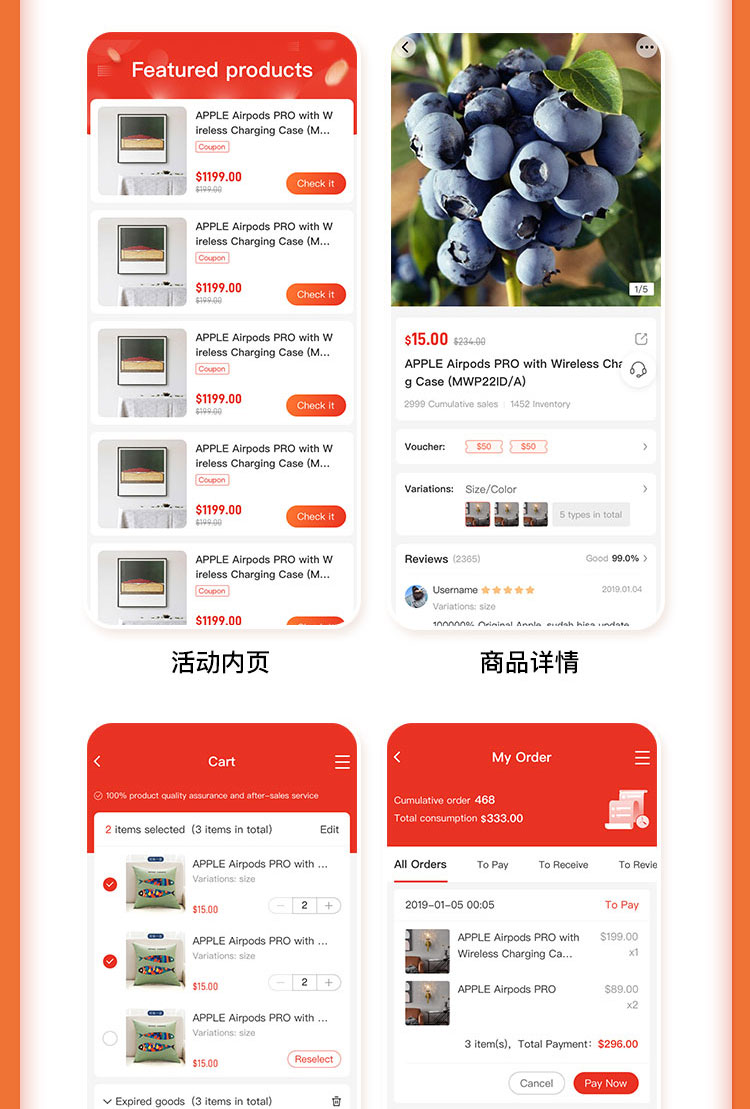 Featured products
APPLE Airpods PRO with W
ireless Charging Case (M...
Coupon
$1199.00
$199.00
Check it
APPLE Airpods PRO with W
ireless Charging Case (M...
Coupon
$1199.00
$199.00
Check it
APPLE Airpods PRO with W
ireless Charging Case (M...
Coupon
$1199.00
$199.00
Check it
APPLE Airpods PRO with W
ireless Charging Case (M...
Coupon
$1199.00
$199.00
Check it
APPLE Airpods PRO with W
ireless Charging Case (M...
Coupon
$1199.00
活动内页
1/5
$15.00 $234.00
APPLE Airpods PRO with Wireless Cha
g Case (MWP22ID/A)
2999 Cumulative sales 1452 Inventory
Voucher: $50 $50
Variations: Size/Color
5 types in total
Reviews (2365) Good 99.0%
Username 2019.01.04
Variations: size
100000% Original Apple, sudah bisa update
商品详情
Cart
100% product quality assurance and after-sales service
2 items selected (3 items in total) Edit
APPLE Airpods PRO with ...
Variations: size
$15.00 2
APPLE Airpods PRO with ...
Variations: size
$15.00 2
APPLE Airpods PRO with ...
Variations: size
$15.00 Reselect
Expired goods (3 items in total)
My Order
Cumulative order 468
Total consumption $333.00
All Orders To Pay To Receive To Revie
2019-01-05 00:05 To Pay
APPLE Airpods PRO with $199.00
Wireless Charging Ca... x1
APPLE Airpods PRO $89.00
x2
3 item(s), Total Payment: $296.00
Cancel Pay Now